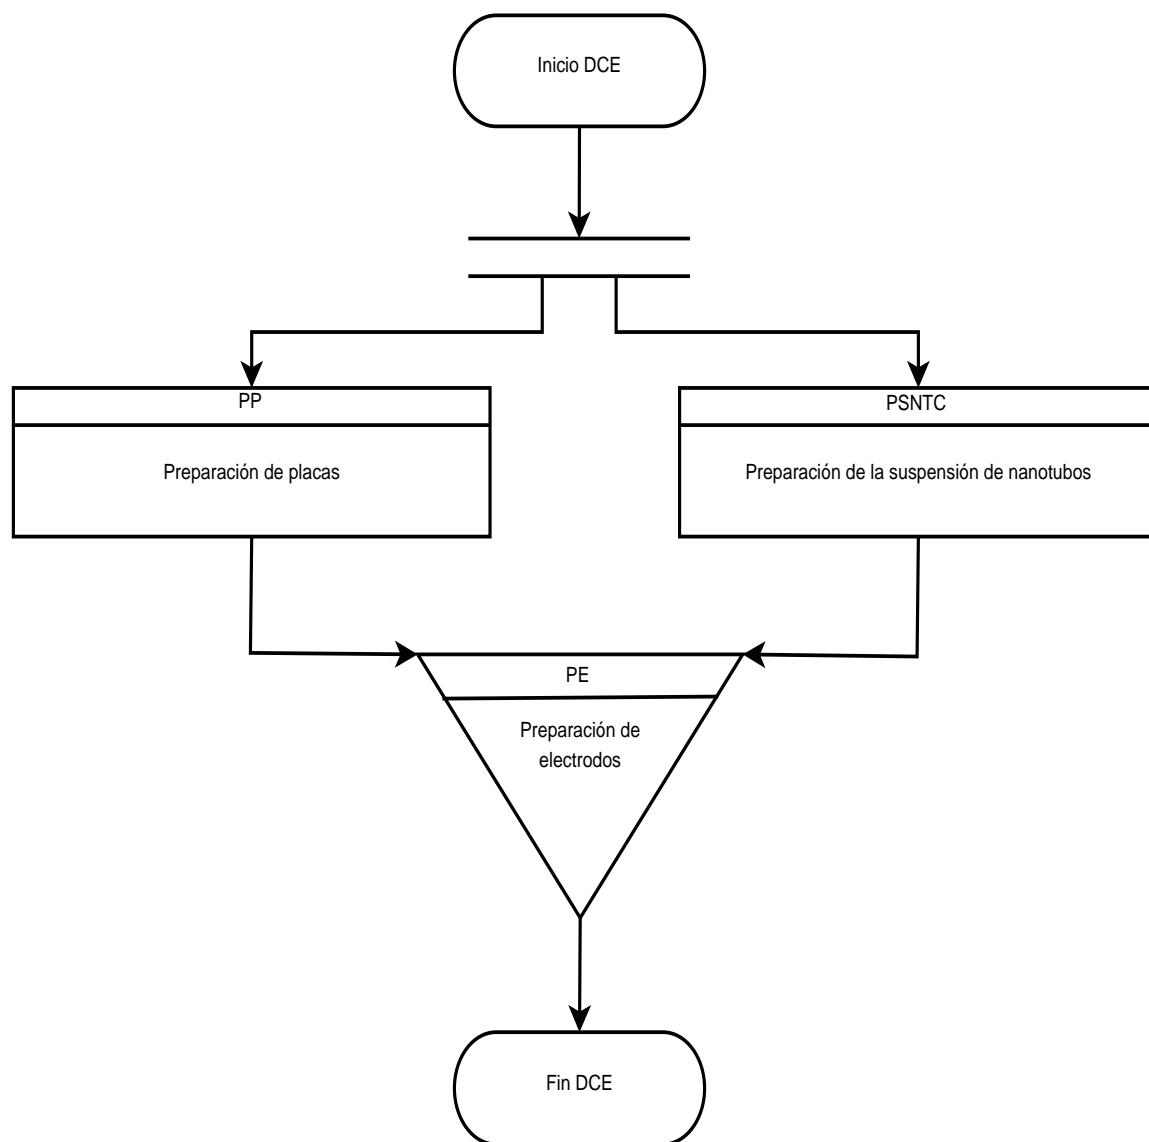 Inicio DCE
PP
Preparación de placas
PSNTC
Preparación de la suspensión de nanotubos
PE
Preparación de
electrodos
Fin DCE